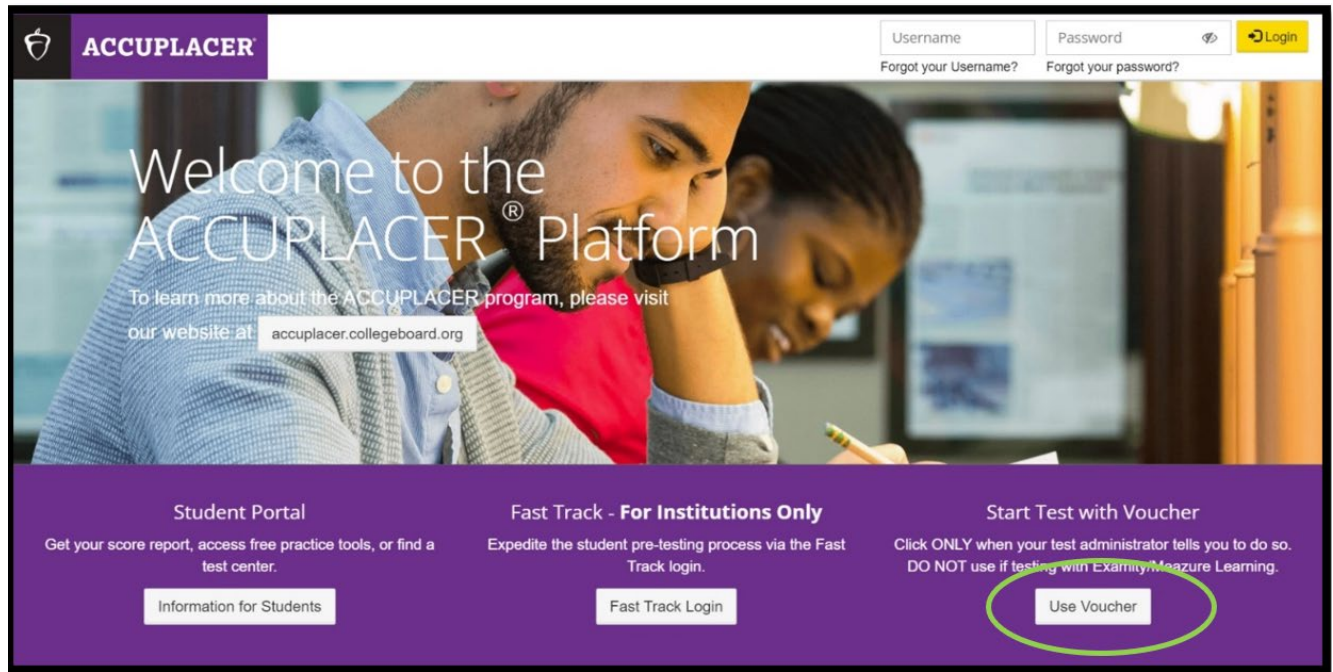 ACCUPLACER®
Username
Password
Login
Forgot your Username?
Forgot your password?
Welcome to the
ACCUPLACER® Platform
To learn more about the ACCUPLACER program, please visit
our website at accuplacer.collegeboard.org
Student Portal
Get your score report, access free practice tools, or find a
test center.
Information for Students
Fast Track - For Institutions Only
Expedite the student pre-testing process via the Fast
Track login.
Fast Track Login
Start Test with Voucher
Click ONLY when your test administrator tells you to do so.
DO NOT use if testing with Examity/Meazure Learning.
Use Voucher